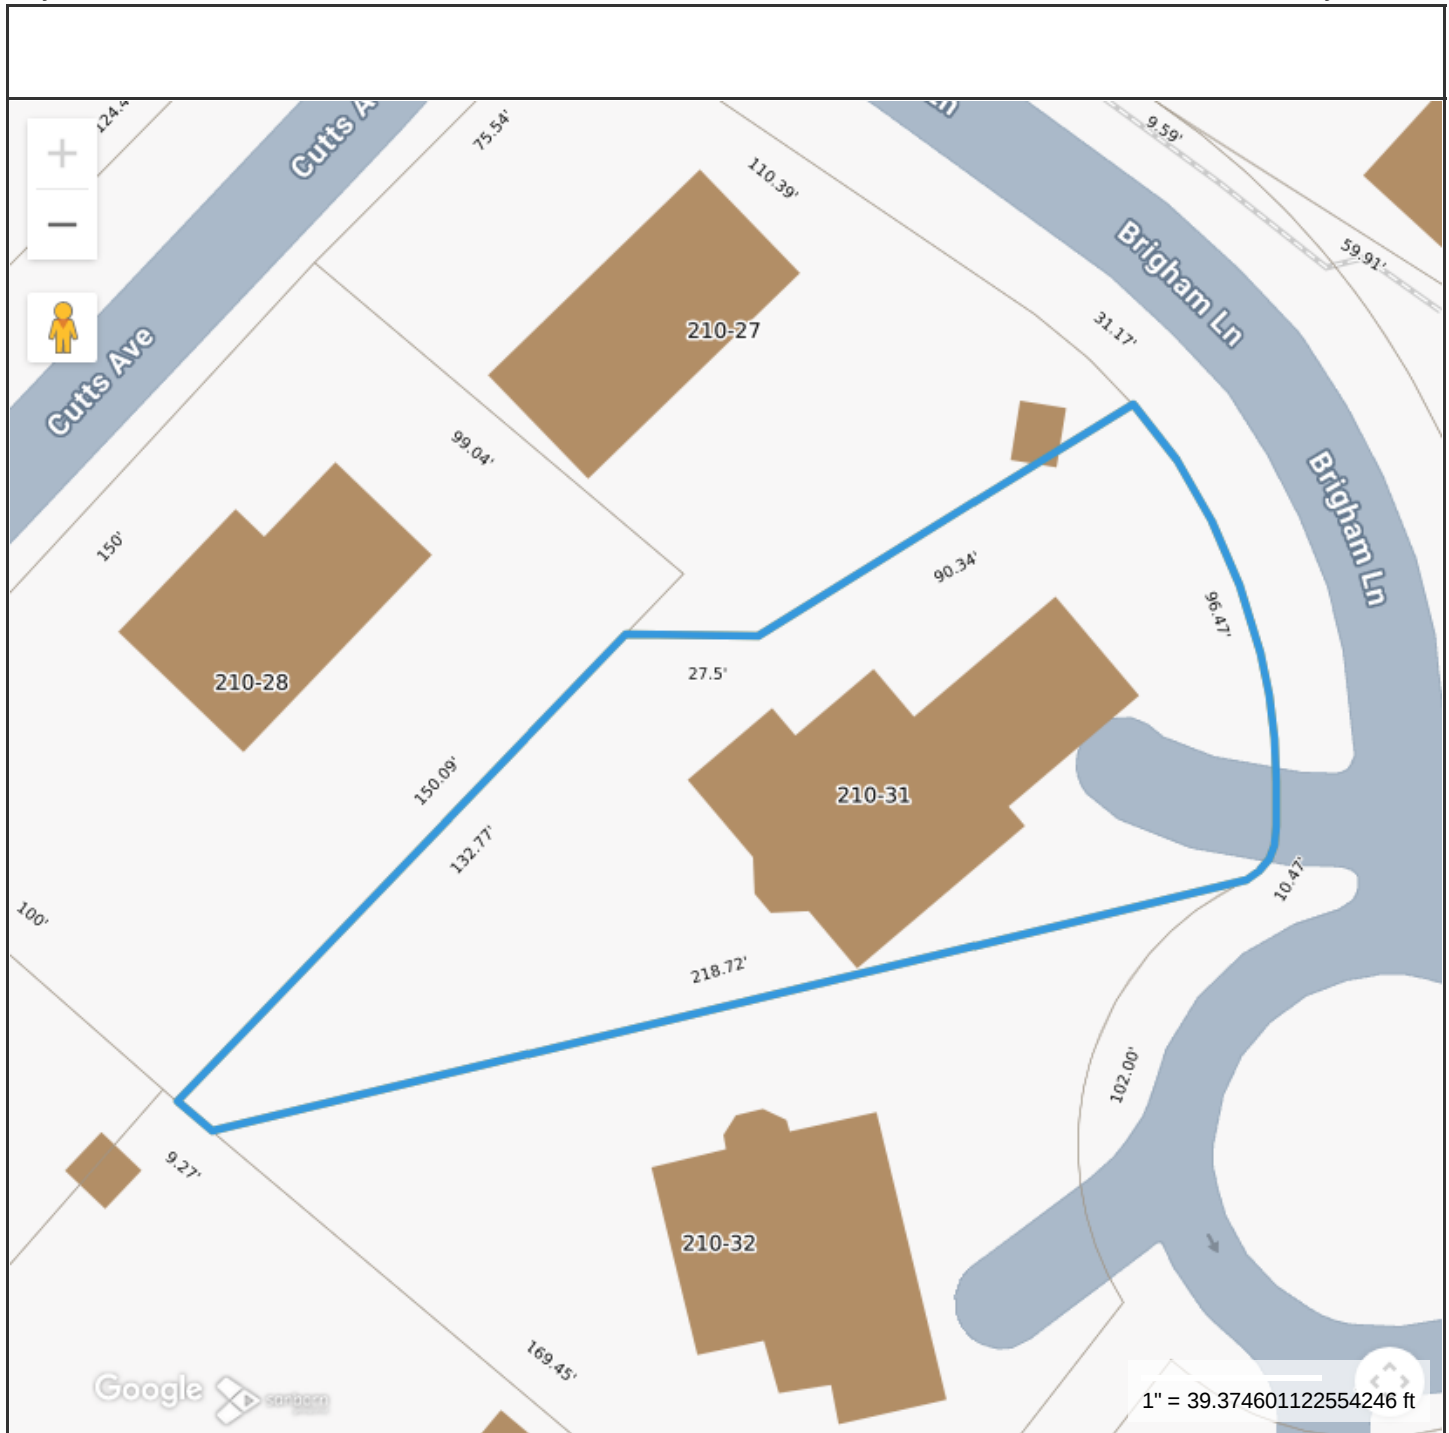 124.4
Cutts A
75.54'
110.39'
Ln
9.59'
59.91'
Brigham Ln
31.17'
210-27
Cutts Ave
99.04'
150'
Brigham Ln
90.34'
96.47'
210-28
27.5'
150.09'
132.77'
210-31
10.47'
100'
218.72'
102.00'
9.27'
210-32
169.45'
Google
sanborn
1" = 39.374601122554246 ft